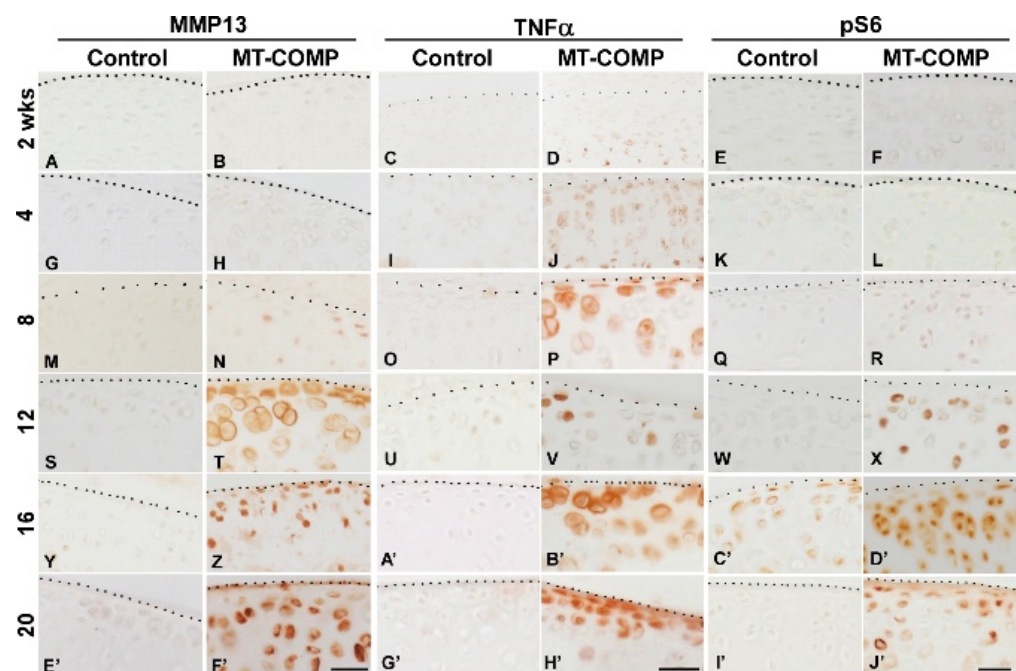 MMP13 TNFα pS6
Control MT-COMP Control MT-COMP Control MT-COMP
2 wks
A B C D E F
4
G H I J K L
8
M N O P Q R
12
S T U V W X
16
Y Z A' B' C' D'
20
E' F' G' H' I' J'